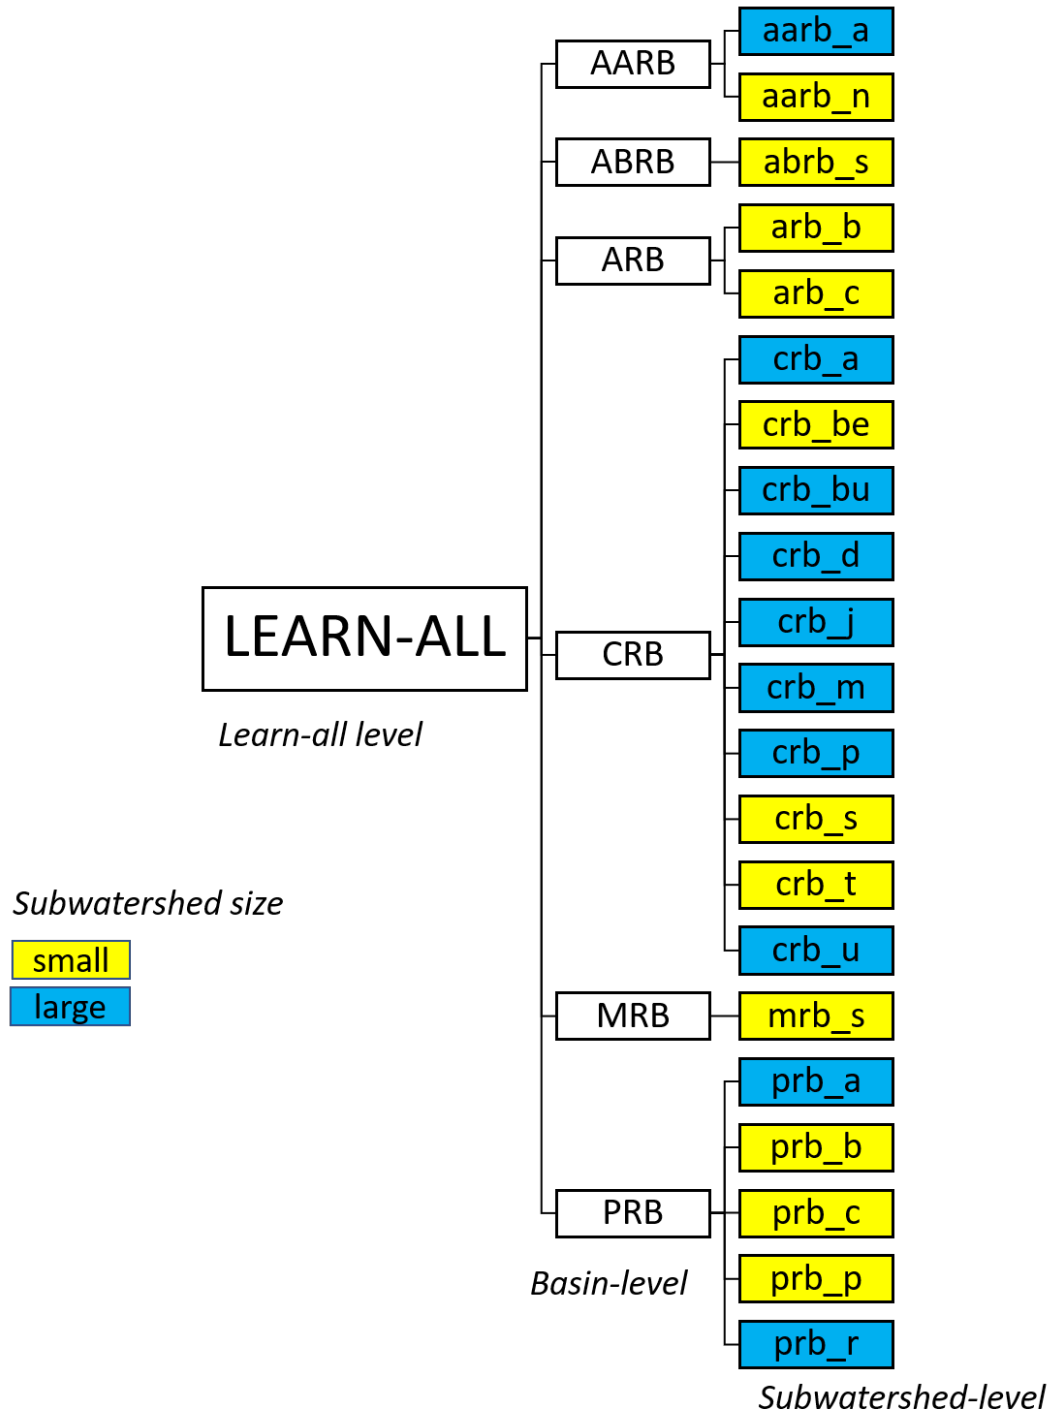 aarb_a
AARB
aarb_n
ABRB
abrb_s
arb_b
ARB
arb_c
crb_a
crb_be
crb_bu
crb_d
crb_j
LEARN-ALL
CRB
crb_m
Learn-all level
crb_p
crb_s
crb_t
Subwatershed size
small
large
crb_u
MRB
mrb_s
prb_a
prb_b
PRB
prb_c
Basin-level
prb_p
prb_r
Subwatershed-level